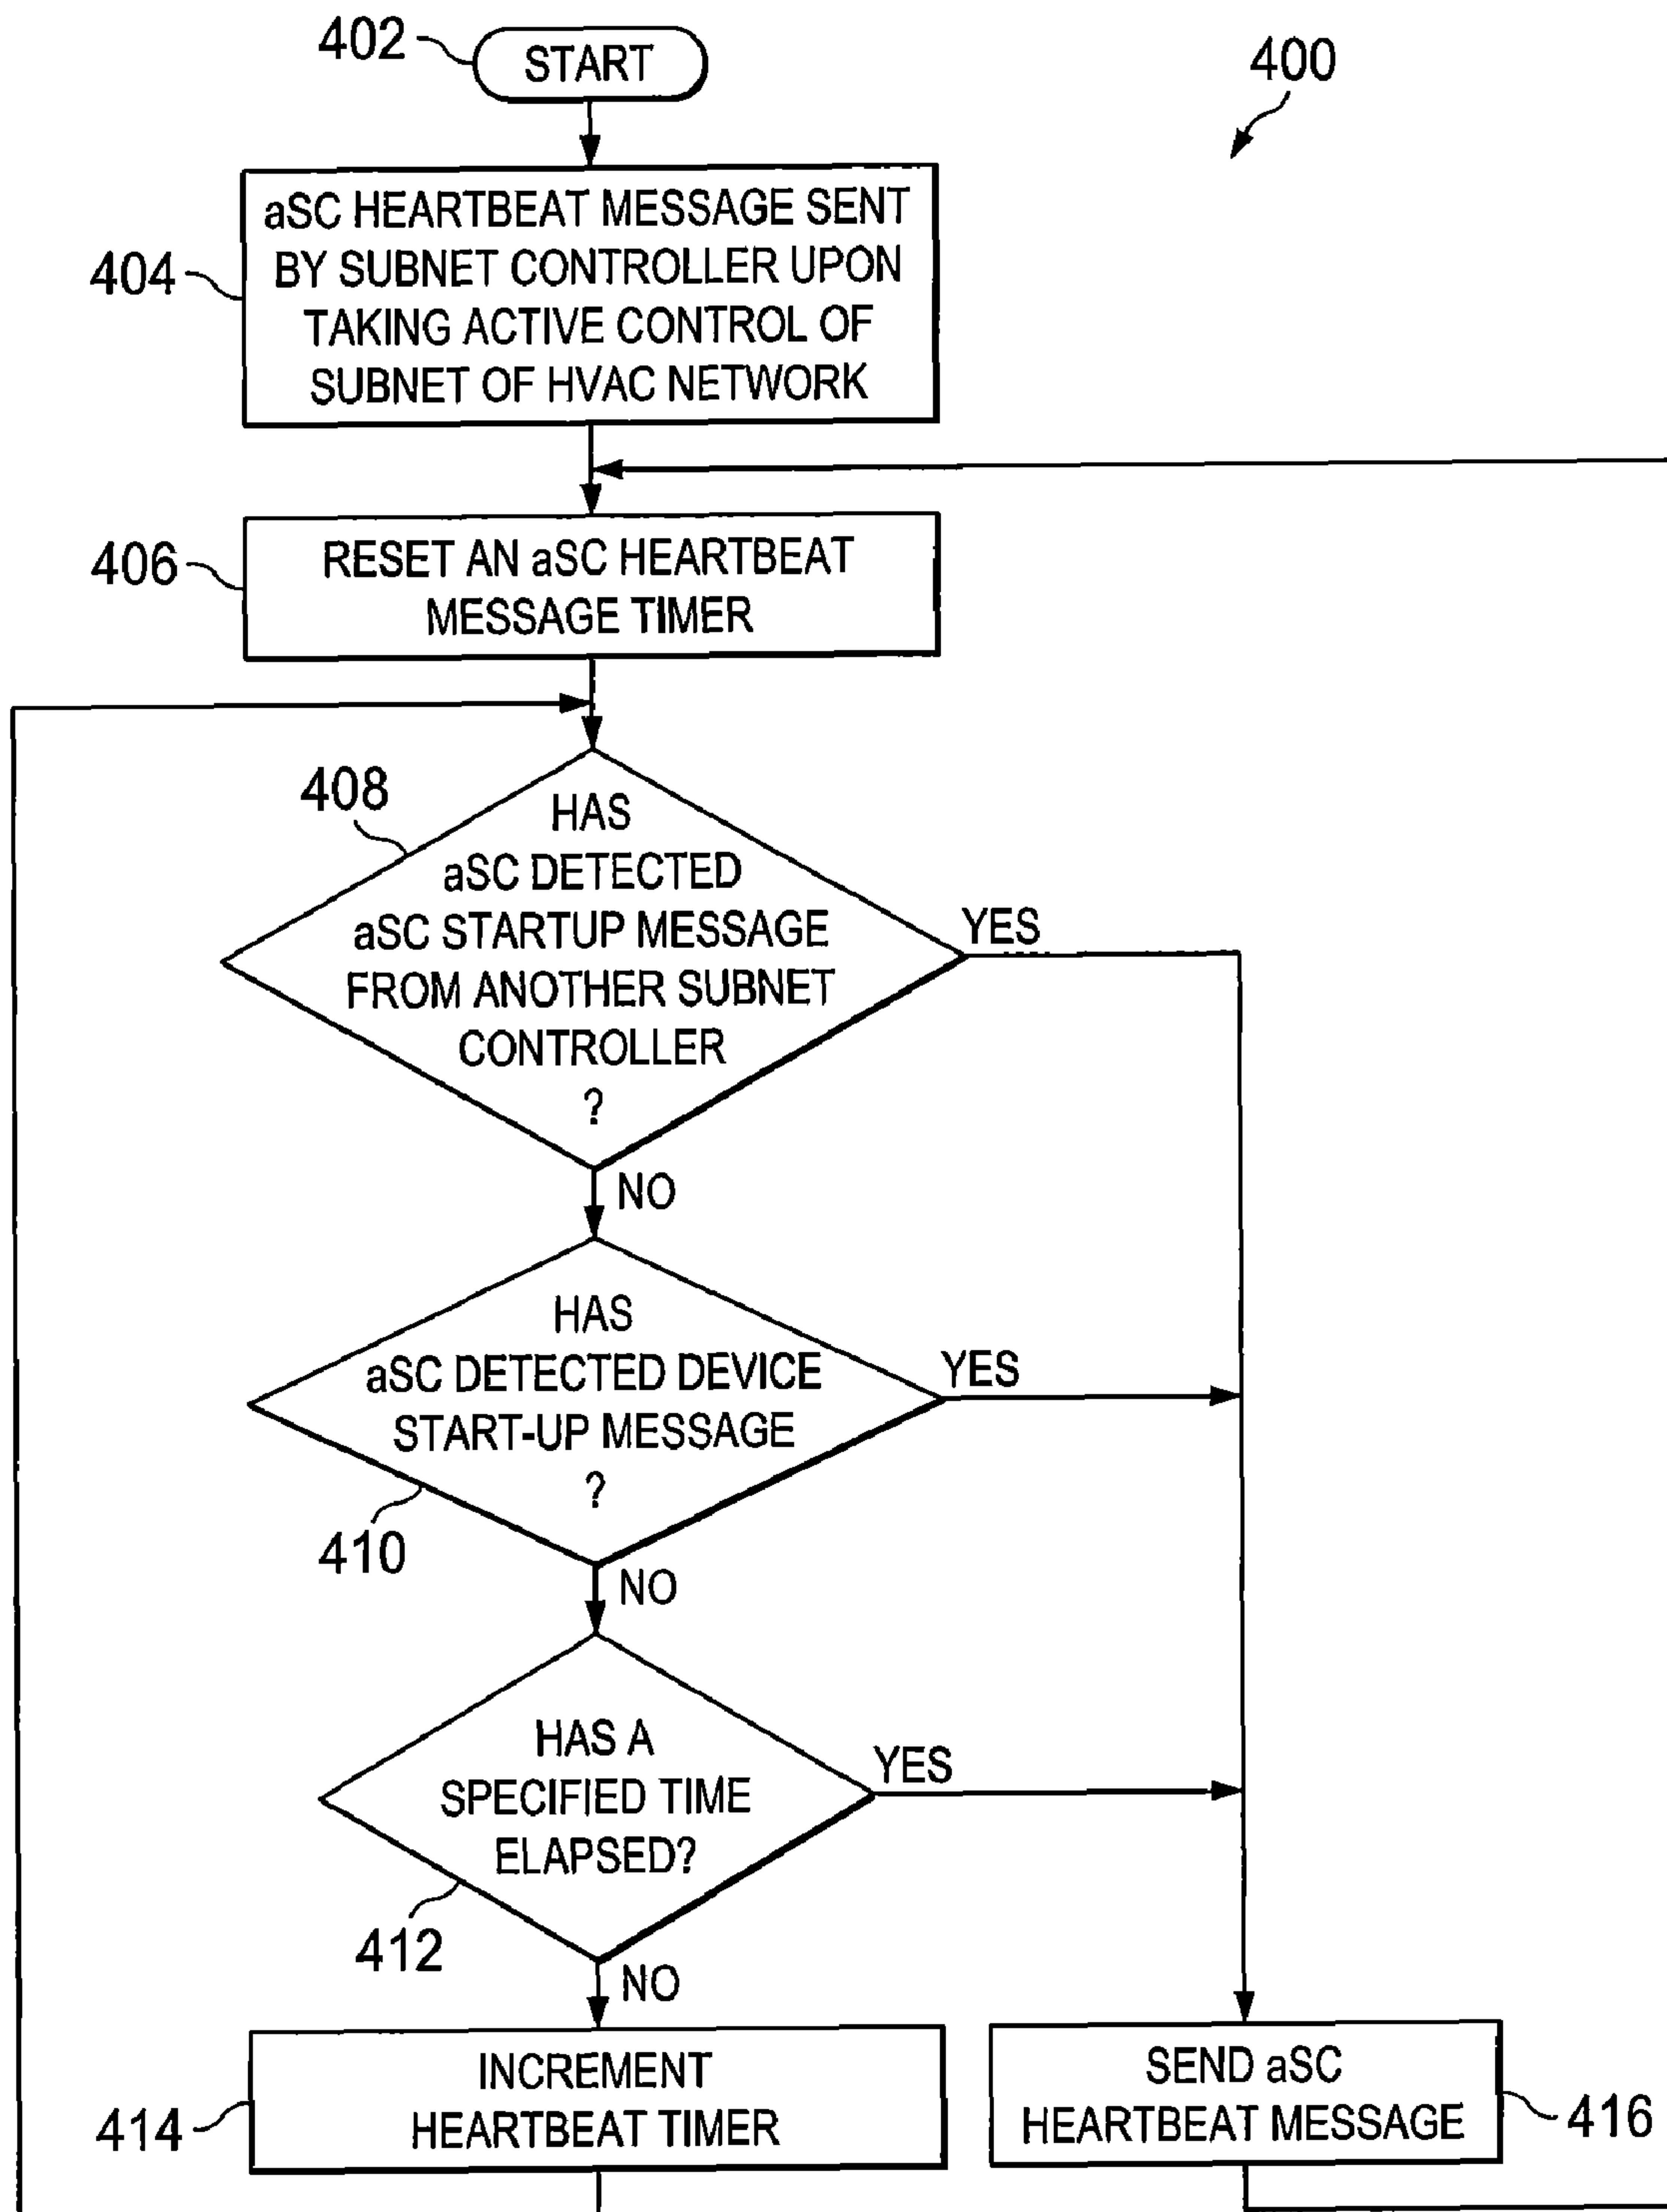 402
START
400
404
aSC HEARTBEAT MESSAGE SENT
BY SUBNET CONTROLLER UPON
TAKING ACTIVE CONTROL OF
SUBNET OF HVAC NETWORK
406
RESET AN aSC HEARTBEAT
MESSAGE TIMER
408
HAS
aSC DETECTED
aSC STARTUP MESSAGE
FROM ANOTHER SUBNET
CONTROLLER
?
YES
NO
HAS
aSC DETECTED DEVICE
START-UP MESSAGE
?
YES
410
NO
HAS A
SPECIFIED TIME
ELAPSED?
YES
412
NO
414
INCREMENT
HEARTBEAT TIMER
SEND aSC
HEARTBEAT MESSAGE
416